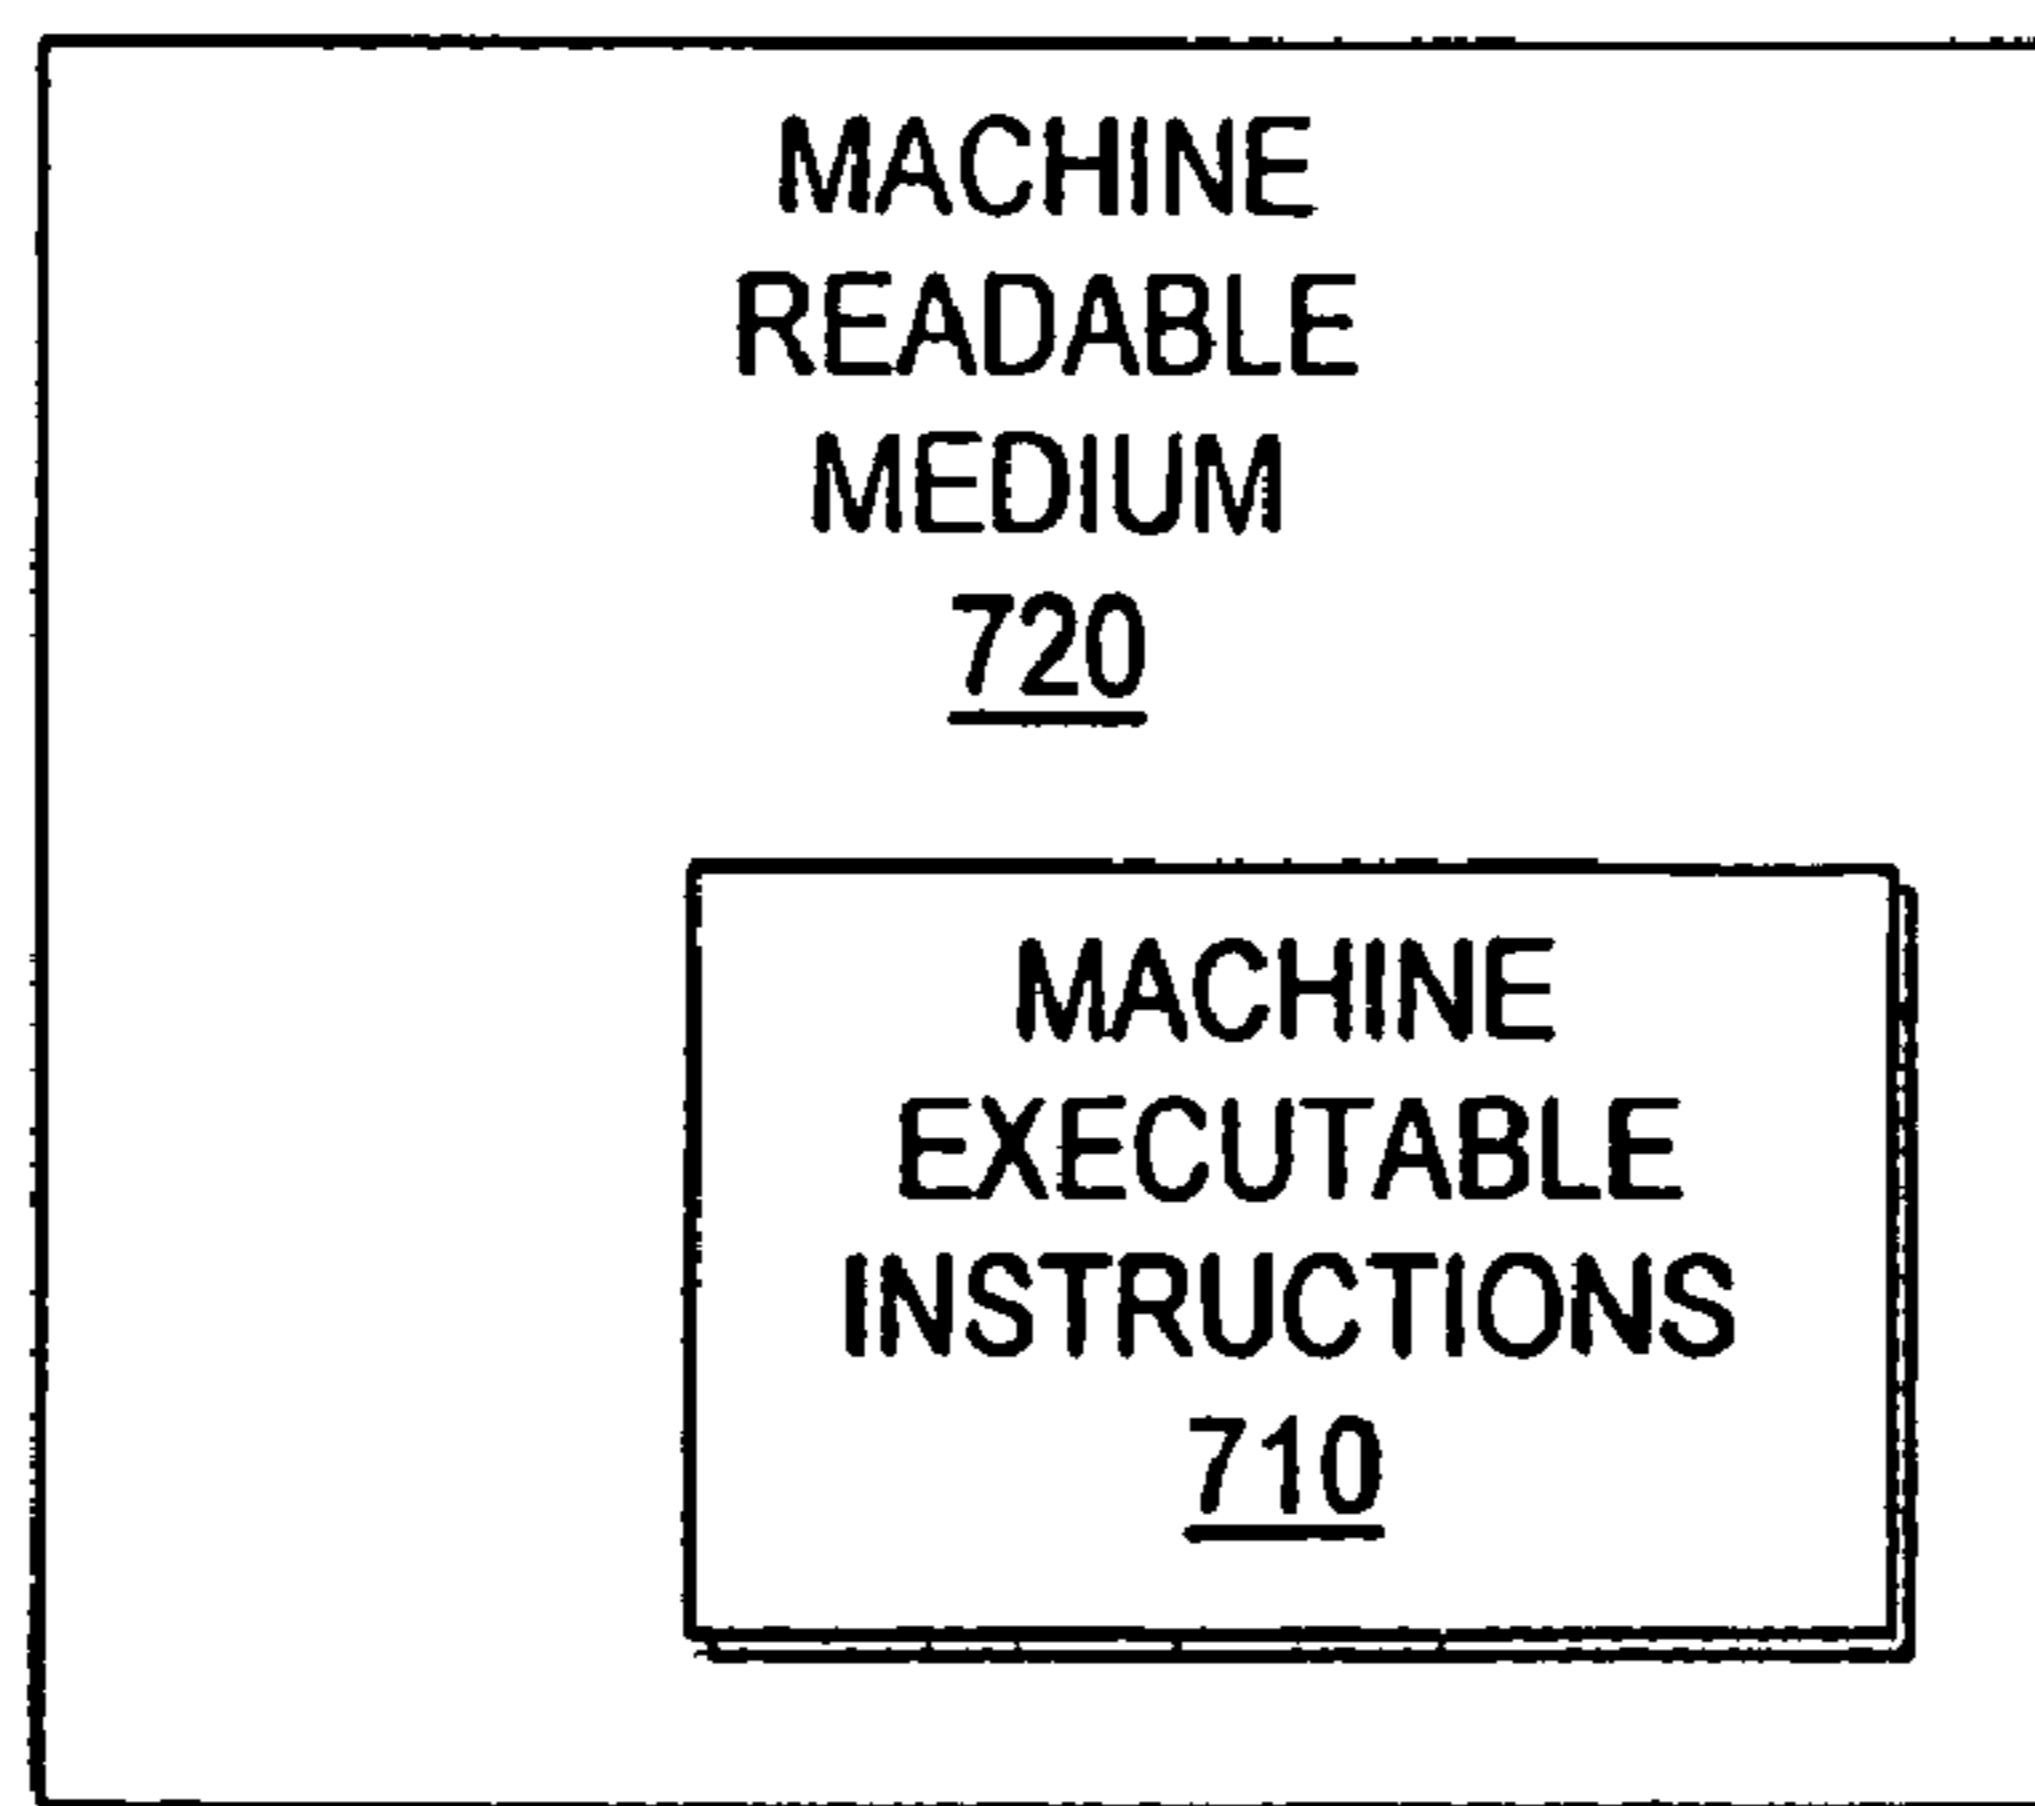 MACHINE
READABLE
MEDIUM
720
MACHINE
EXECUTABLE
INSTRUCTIONS
710